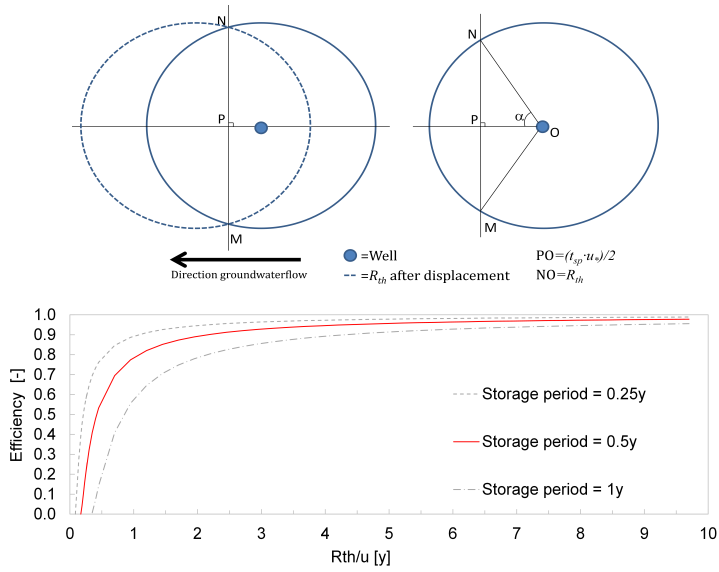 N
P
M
N
α
P
O
M
Direction groundwaterflow
=Well
=Rth after displacement
PO=(tsp·u*)/2
NO=Rth
1.0
0.9
0.8
0.7
0.6
0.5
0.4
0.3
0.2
0.1
0.0
Efficiency [-]
Storage period = 0.25y
Storage period = 0.5y
Storage period = 1y
0 1 2 3 4 5 6 7 8 9 10
Rth/u [y]